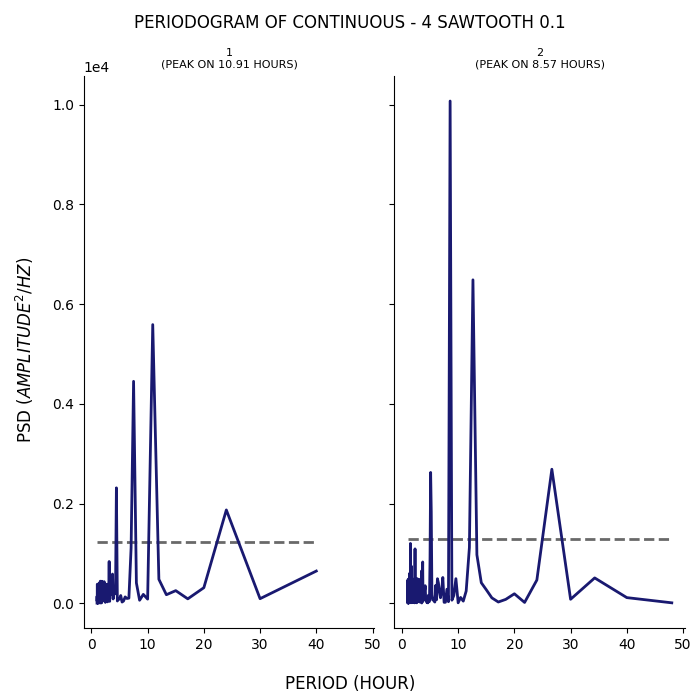 PERIODOGRAM OF CONTINUOUS - 4 SAWTOOTH 0.1
1
(PEAK ON 10.91 HOURS)
2
(PEAK ON 8.57 HOURS)
1e4
1.0
0.8
0.6
0.4
0.2
0.0
PSD (AMPLITUDE²/HZ)
0 10 20 30 40 50
0 10 20 30 40 50
PERIOD (HOUR)